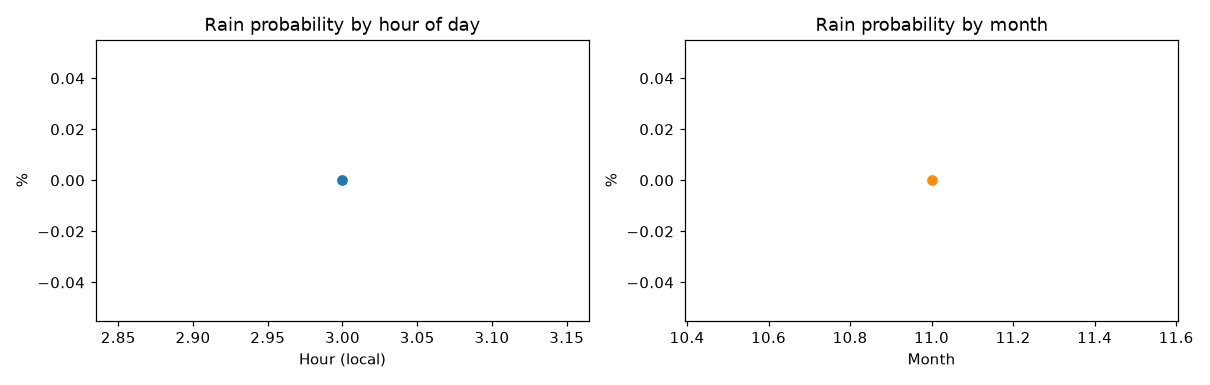 Rain probability by hour of day
0.04
0.02
0.00
−0.02
−0.04
%
2.85 2.90 2.95 3.00 3.05 3.10 3.15
Hour (local)
Rain probability by month
0.04
0.02
0.00
−0.02
−0.04
%
10.4 10.6 10.8 11.0 11.2 11.4 11.6
Month